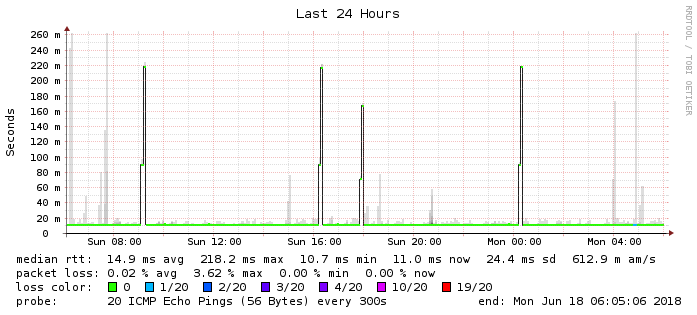 Last 24 Hours
RRDTOOL / TOBI OETIKER
Seconds
260 m
240 m
220 m
200 m
180 m
160 m
140 m
120 m
100 m
80 m
60 m
40 m
20 m
0
Sun 08:00 Sun 12:00 Sun 16:00 Sun 20:00 Mon 00:00 Mon 04:00
median rtt: 14.9 ms avg 218.2 ms max 10.7 ms min 11.0 ms now 24.4 ms sd 612.9 m am/s
packet loss: 0.02 % avg 3.62 % max 0.00 % min 0.00 % now
loss color: 0 1/20 2/20 3/20 4/20 10/20 19/20
probe: 20 ICMP Echo Pings (56 Bytes) every 300s end: Mon Jun 18 06:05:06 2018